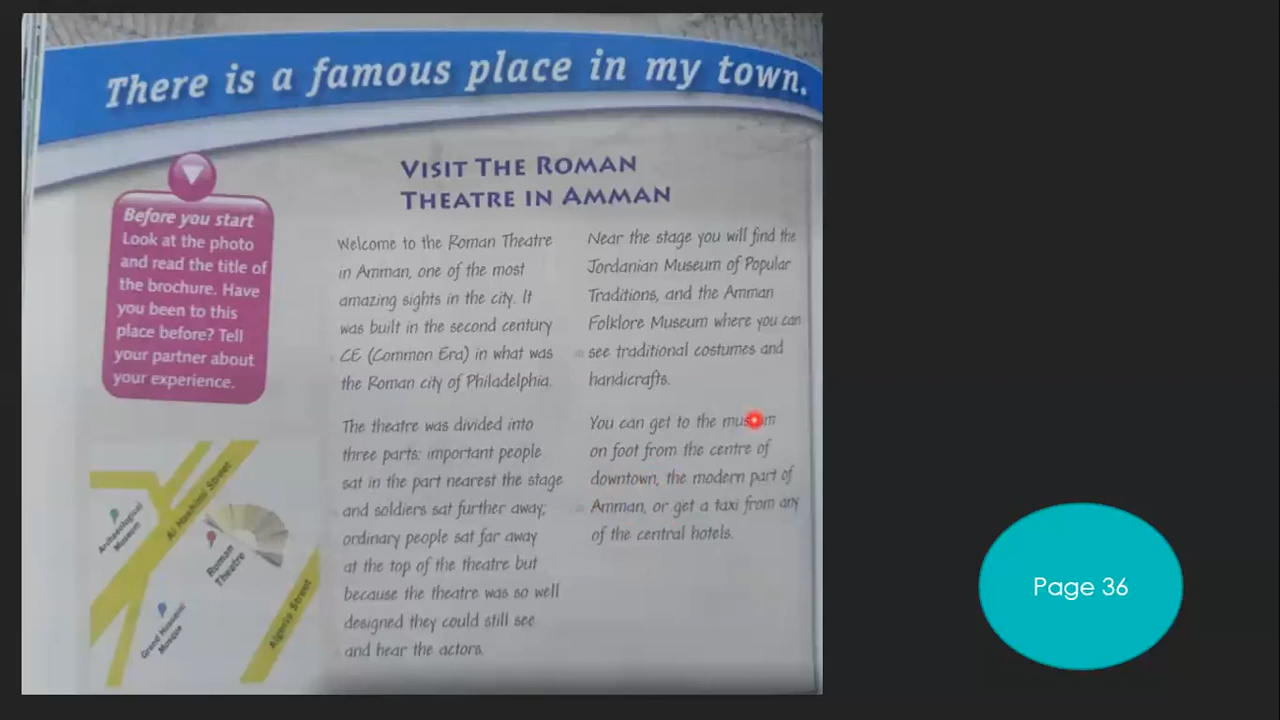 There is a famous place in my town.
VISIT THE ROMAN
THEATRE IN AMMAN
Before you start
Look at the photo
and read the title of
the brochure. Have
you been to this
place before? Tell
your partner about
your experience.
Welcome to the Roman Theatre
in Amman, one of the most
amazing sights in the city. It
was built in the second century
CE (Common Era) in what was
the Roman city of Philadelphia.
The theatre was divided into
three parts: important people
sat in the part nearest the stage
and soldiers sat further away;
ordinary people sat far away
at the top of the theatre but
because the theatre was so well
designed they could still see
and hear the actors.
Near the stage you will find the
Jordanian Museum of Popular
Traditions, and the Amman
Folklore Museum where you can
see traditional costumes and
handicrafts.
You can get to the museum
on foot from the centre of
downtown, the modern part of
Amman, or get a taxi from any
of the central hotels.
Archaeological
Museum
Al Hashimi Street
Roman
Theatre
Grand Husseini
Mosque
Algeria Street
Page 36